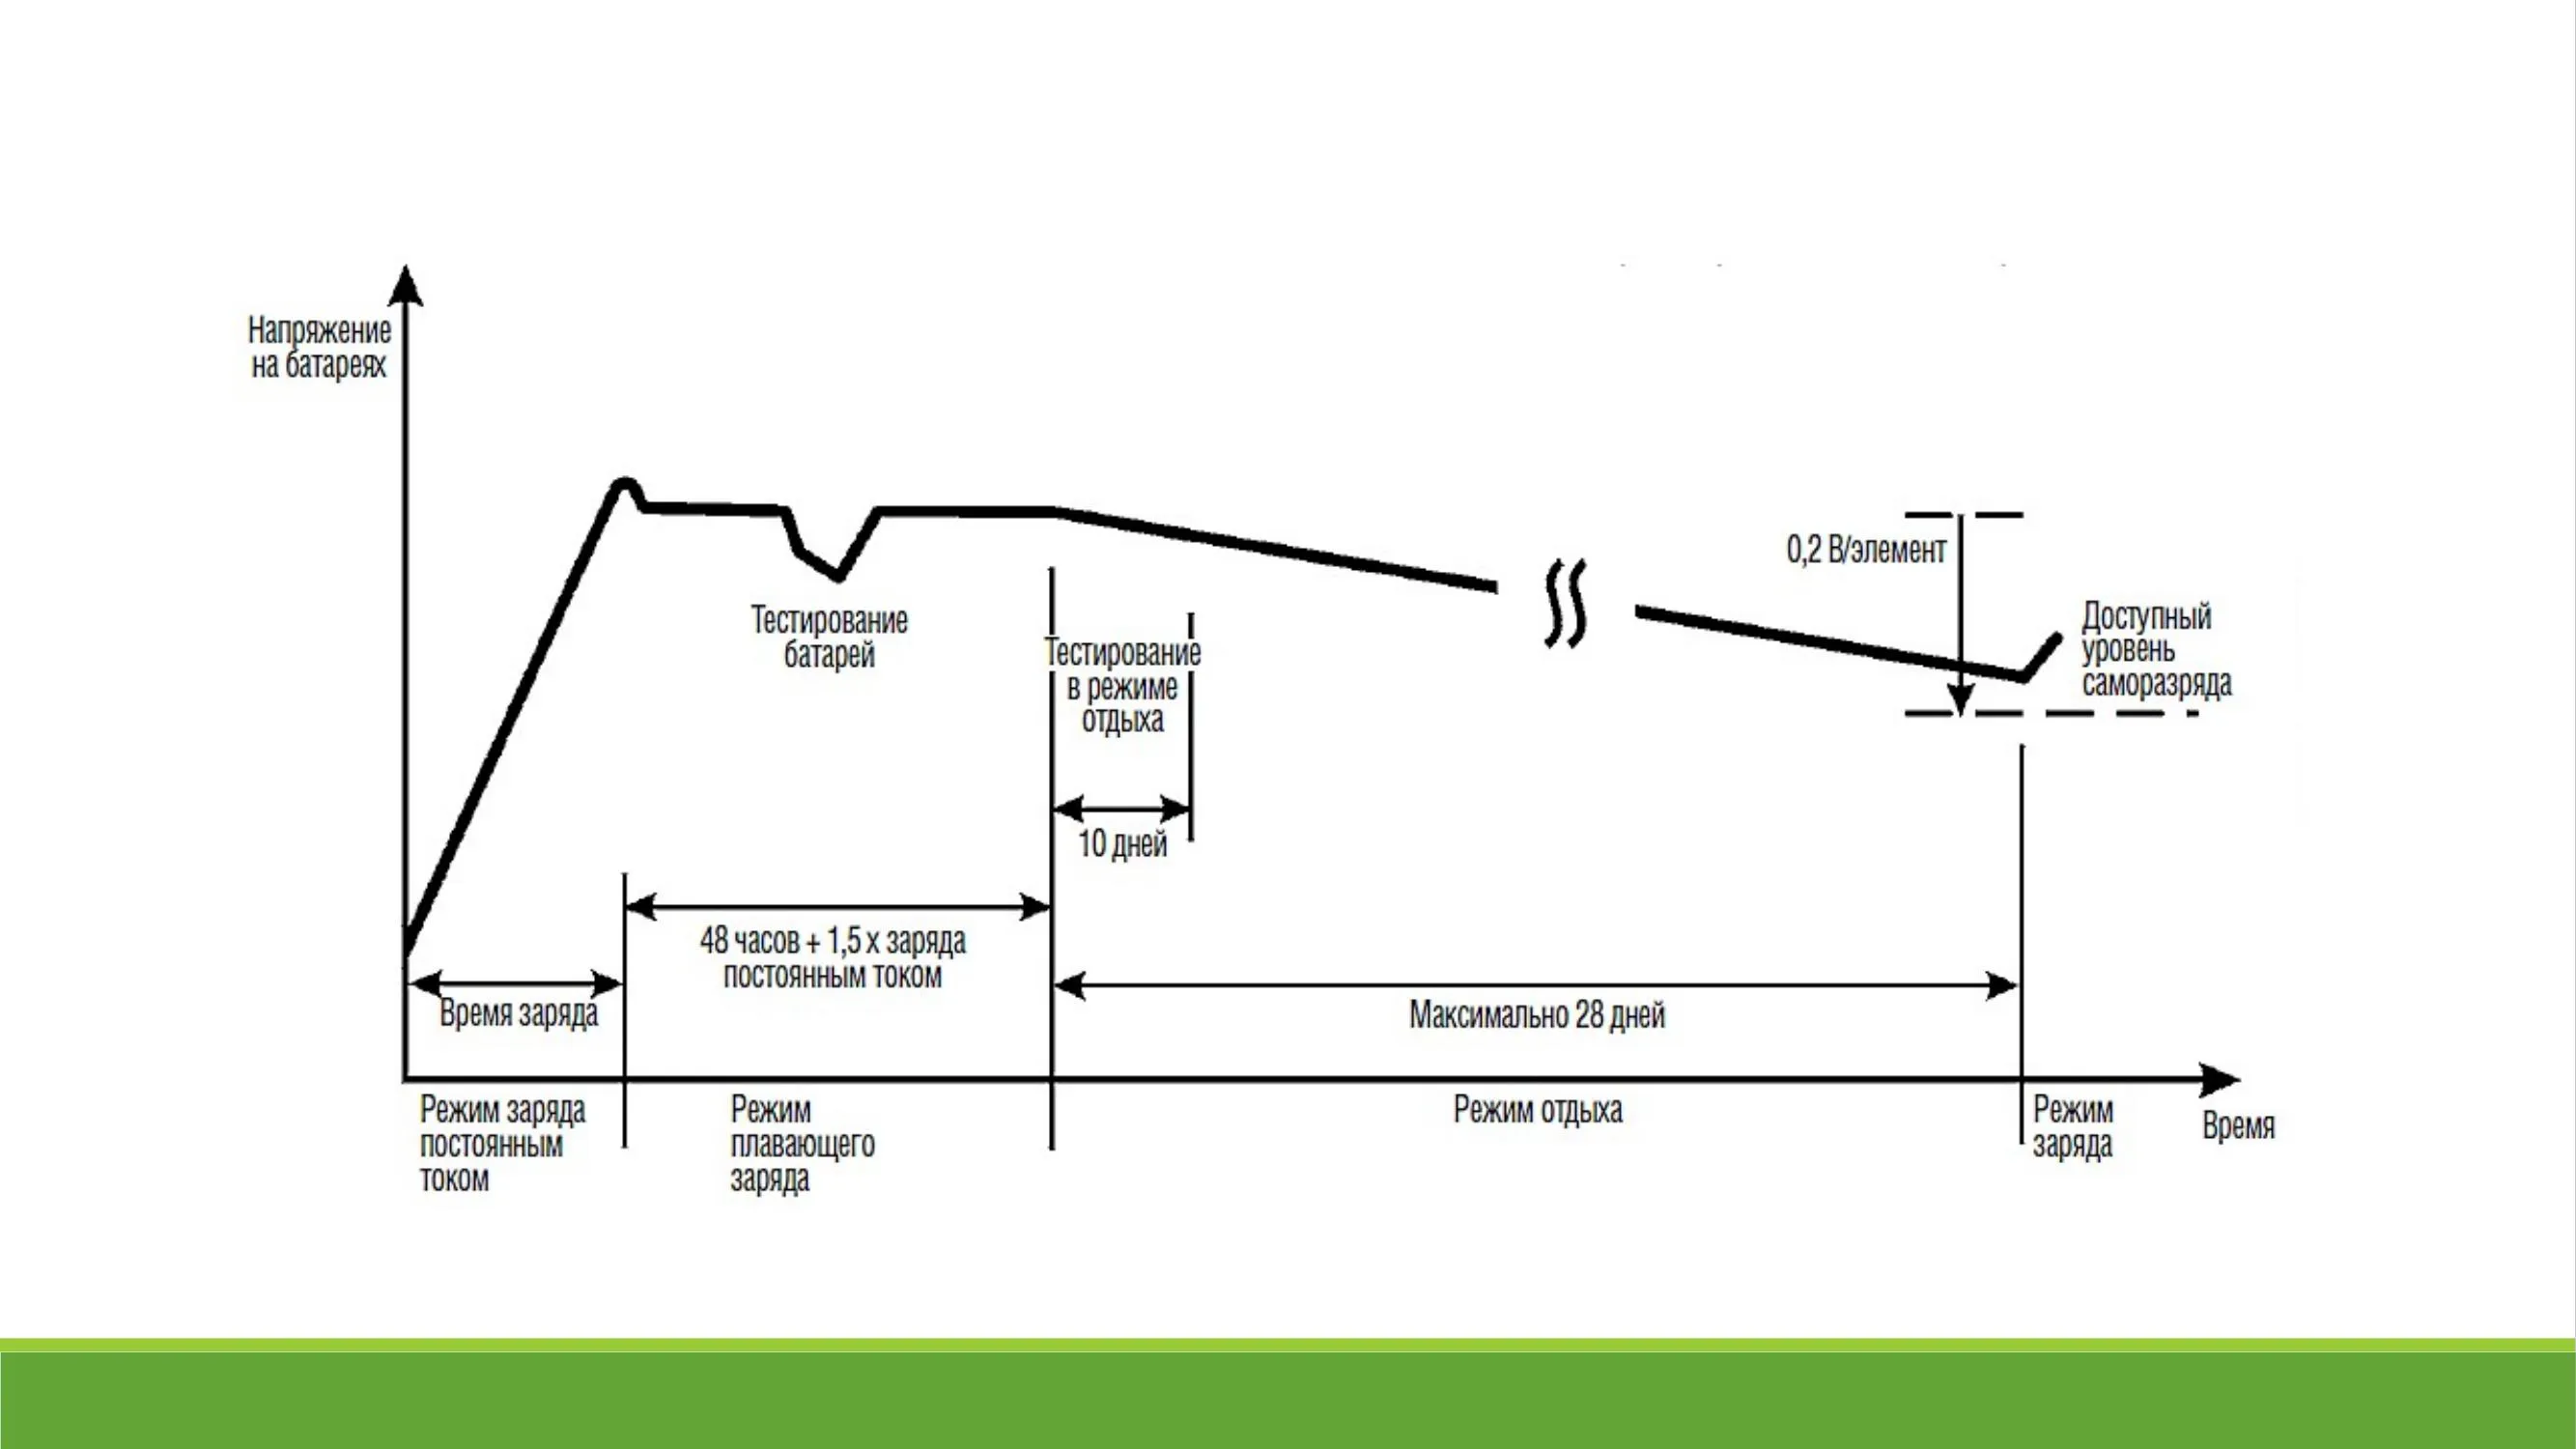 Напряжение
на батареях
0,2 В/элемент
Доступный
уровень
саморазряда
Тестирование
батарей
Тестирование
в режиме
отдыха
10 дней
48 часов + 1,5 х заряда
постоянным током
Время заряда
Максимально 28 дней
Режим заряда
постоянным
током
Режим
плавающего
заряда
Режим отдыха
Режим
заряда
Время